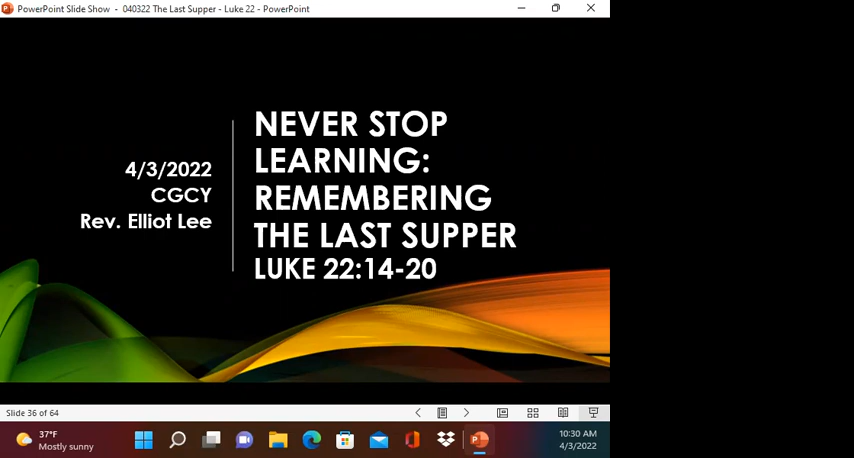 PowerPoint Slide Show - 040322 The Last Supper - Luke 22 - PowerPoint
4/3/2022
CGCY
Rev. Elliot Lee
NEVER STOP
LEARNING:
REMEMBERING
THE LAST SUPPER
LUKE 22:14-20
Slide 36 of 64
37°F
Mostly sunny
10:30 AM
4/3/2022